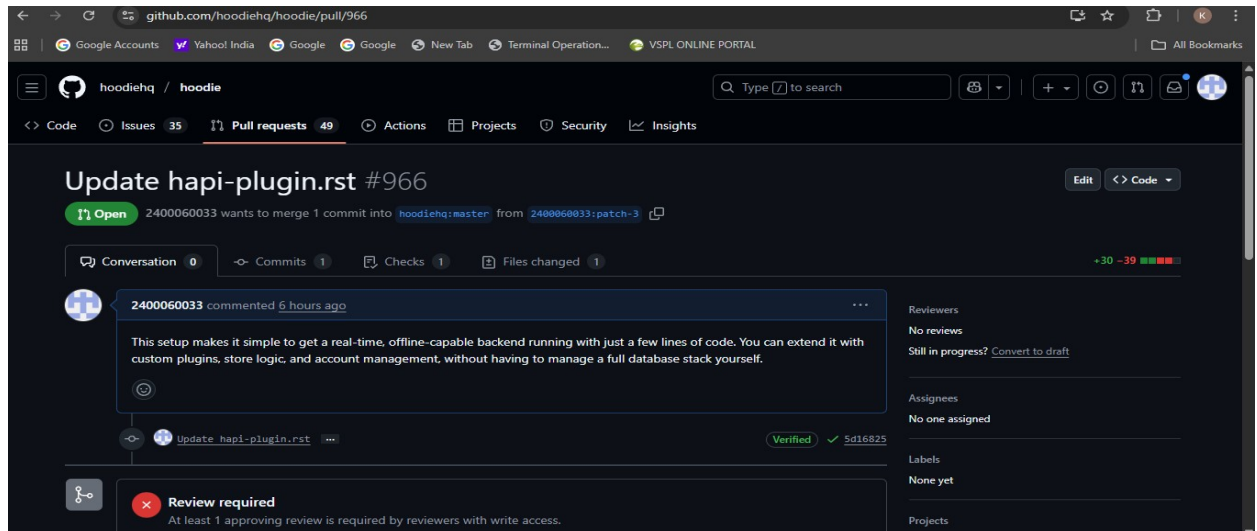 github.com/hoodiehq/hoodie/pull/966
K
Google Accounts Yahoo! India Google Google New Tab Terminal Operation... VSPL ONLINE PORTAL All Bookmarks
hoodiehq / hoodie
Type / to search
Code Issues 35 Pull requests 49 Actions Projects Security Insights
Update hapi-plugin.rst #966
Edit <> Code
Open 2400060033 wants to merge 1 commit into hoodiehq:master from 2400060033:patch-3
Conversation 0 Commits 1 Checks 1 Files changed 1
+30 −39
2400060033 commented 6 hours ago
This setup makes it simple to get a real-time, offline-capable backend running with just a few lines of code. You can extend it with
custom plugins, store logic, and account management, without having to manage a full database stack yourself.
Update hapi-plugin.rst ...
Verified 5d16825
Review required
At least 1 approving review is required by reviewers with write access.
Reviewers
No reviews
Still in progress? Convert to draft
Assignees
No one assigned
Labels
None yet
Projects